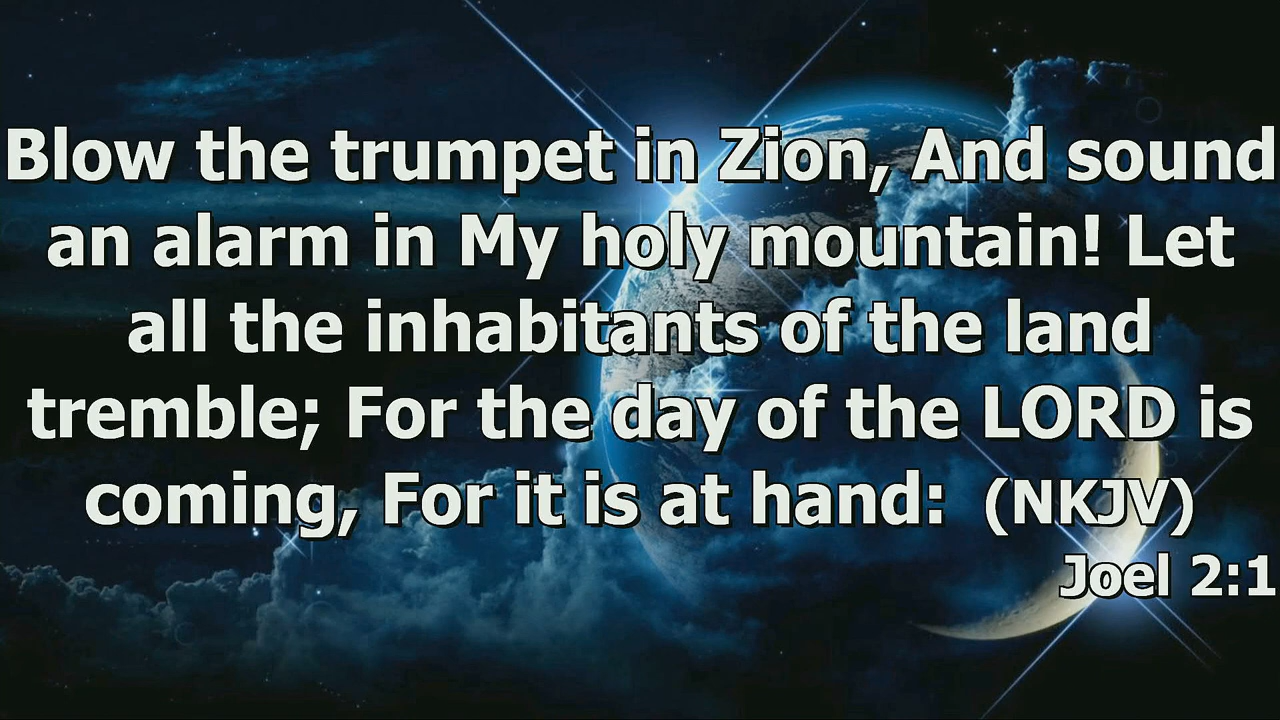 Blow the trumpet in Zion, And sound
an alarm in My holy mountain! Let
all the inhabitants of the land
tremble; For the day of the LORD is
coming, For it is at hand: (NKJV)
Joel 2:1